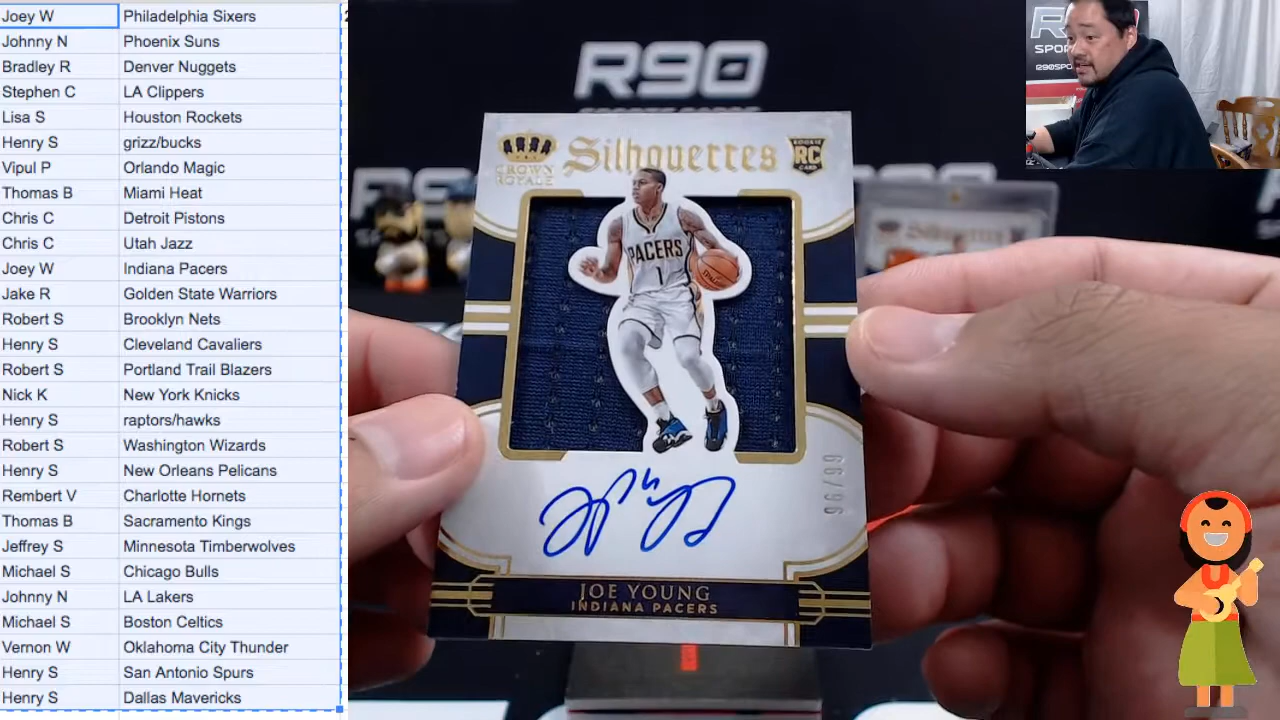 Joey W Philadelphia Sixers
Johnny N Phoenix Suns
Bradley R Denver Nuggets
Stephen C LA Clippers
Lisa S Houston Rockets
Henry S grizz/bucks
Vipul P Orlando Magic
Thomas B Miami Heat
Chris C Detroit Pistons
Chris C Utah Jazz
Joey W Indiana Pacers
Jake R Golden State Warriors
Robert S Brooklyn Nets
Henry S Cleveland Cavaliers
Robert S Portland Trail Blazers
Nick K New York Knicks
Henry S raptors/hawks
Robert S Washington Wizards
Henry S New Orleans Pelicans
Rembert V Charlotte Hornets
Thomas B Sacramento Kings
Jeffrey S Minnesota Timberwolves
Michael S Chicago Bulls
Johnny N LA Lakers
Michael S Boston Celtics
Vernon W Oklahoma City Thunder
Henry S San Antonio Spurs
Henry S Dallas Mavericks
R90
CROWN
ROYALE
Silhouettes
ROOKIE
RC
CARD
PACERS
1
JOE YOUNG
INDIANA PACERS
Silhouettes